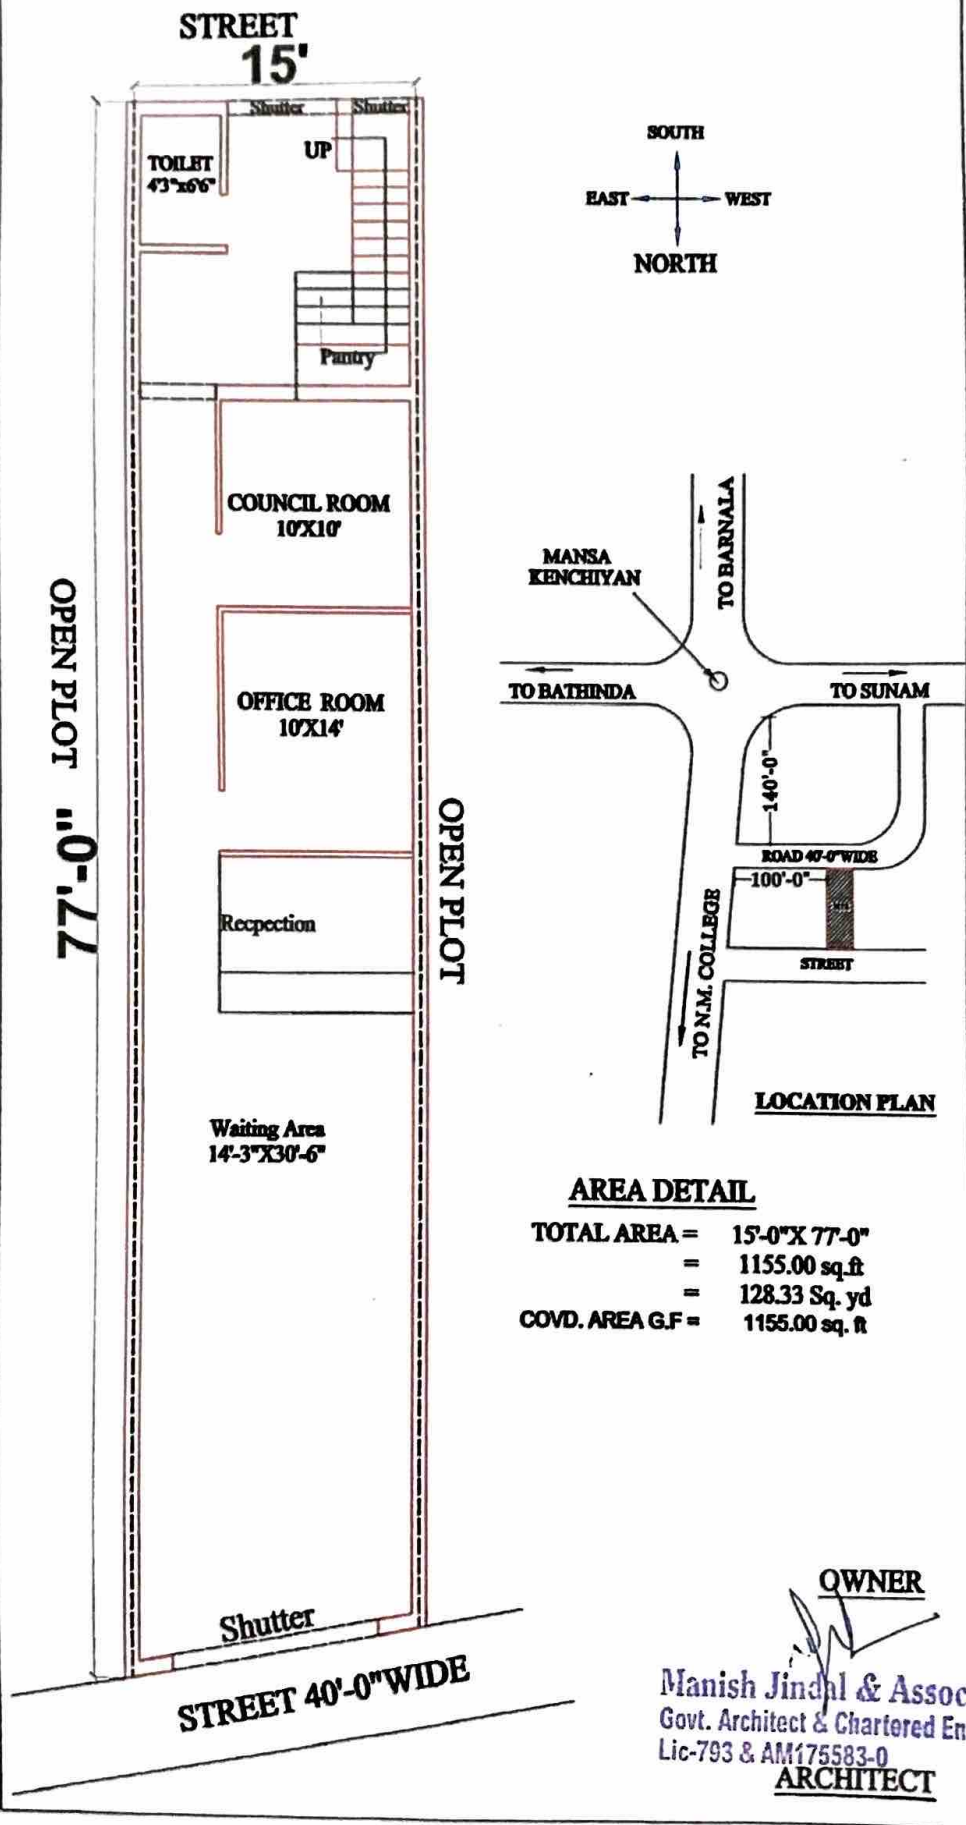 STREET
15'
Shutter
Shutter
UP
TOILET
4'3"x6'6"
Pantry
COUNCIL ROOM
10'X10'
OFFICE ROOM
10'X14'
Recpection
Waiting Area
14'-3"X30'-6"
Shutter
STREET 40'-0"WIDE
OPEN PLOT
77'-0"
OPEN PLOT
SOUTH
EAST
WEST
NORTH
MANSA
KENCHIYAN
TO BARNALA
TO BATHINDA
TO SUNAM
140'-0"
ROAD 40'-0"WIDE
100'-0"
STREET
TO N.M. COLLEGE
LOCATION PLAN
AREA DETAIL
TOTAL AREA = 15'-0"X 77'-0"
= 1155.00 sq.ft
= 128.33 Sq. yd
COVD. AREA G.F = 1155.00 sq. ft
OWNER
Manish Jindal & Assoc
Govt. Architect & Chartered En
Lic-793 & AM175583-0
ARCHITECT